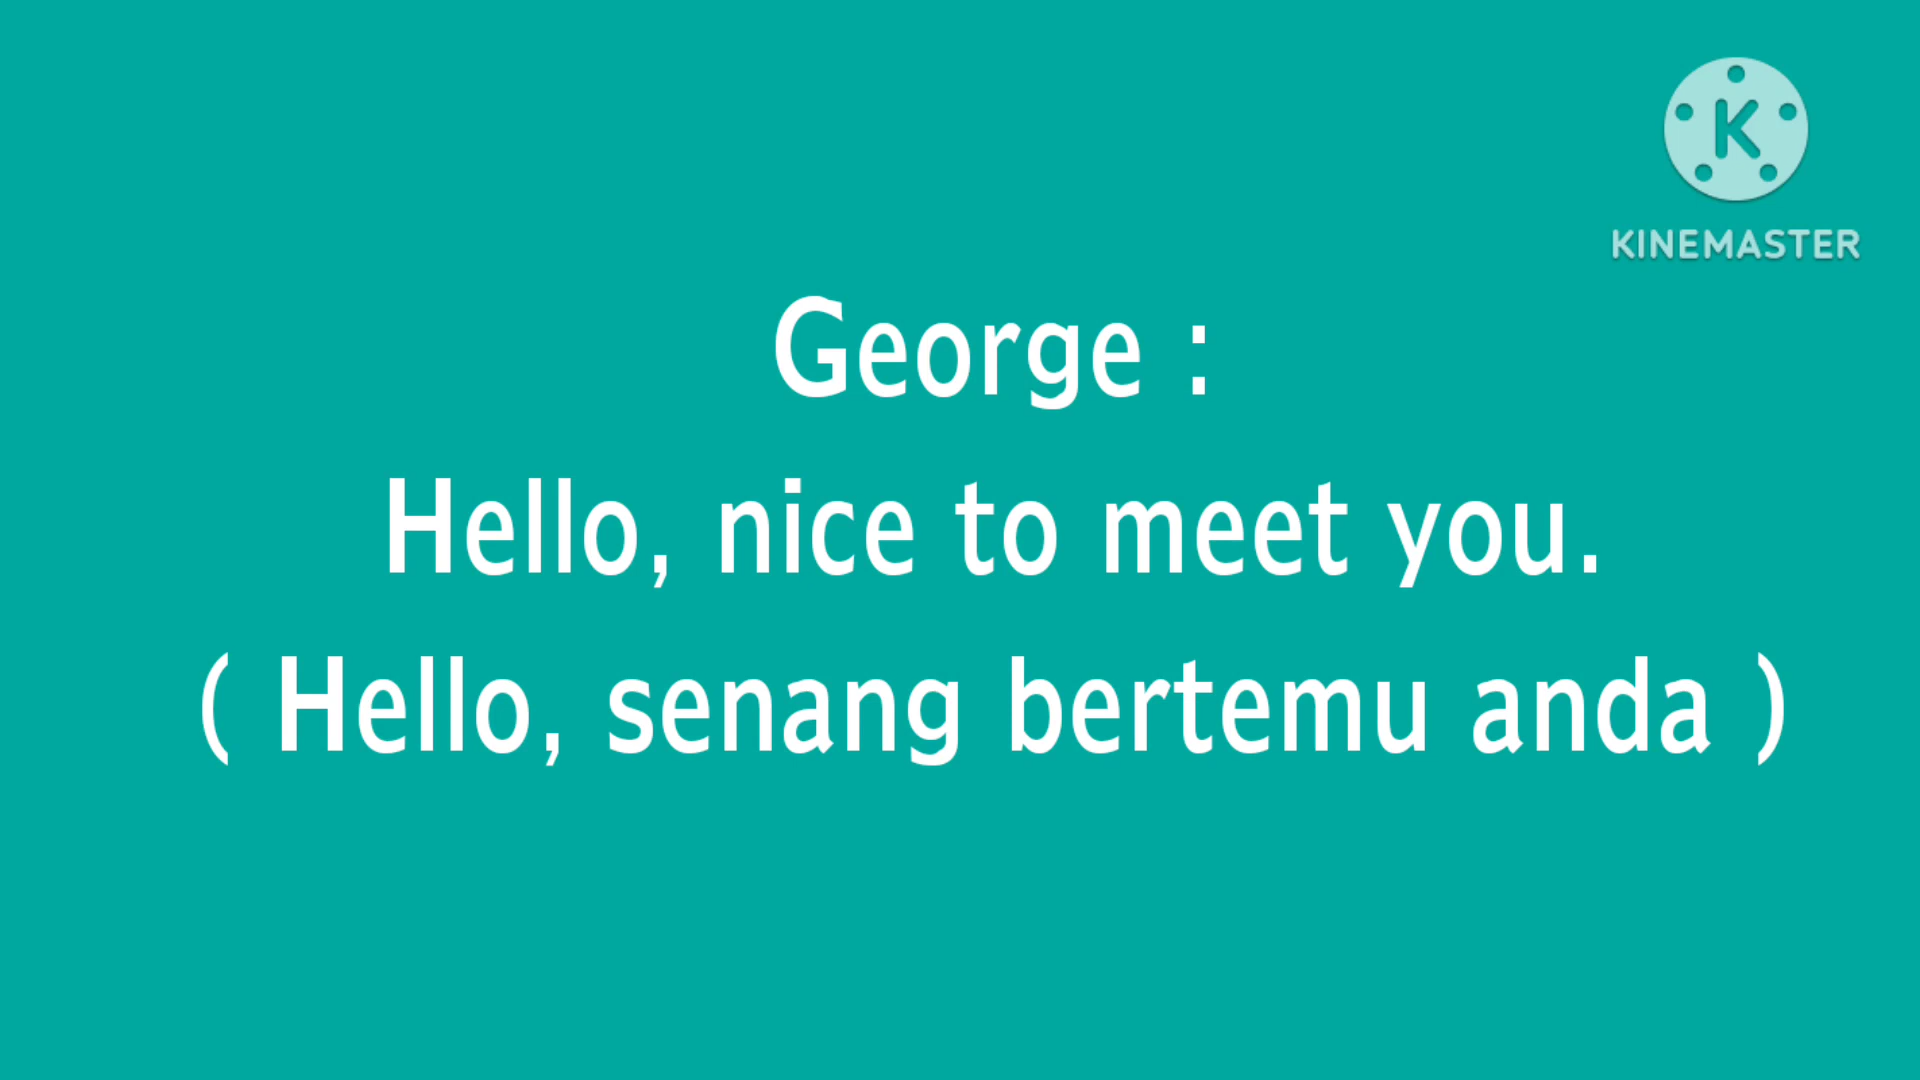 K
KINEMASTER
George :
Hello, nice to meet you.
( Hello, senang bertemu anda )